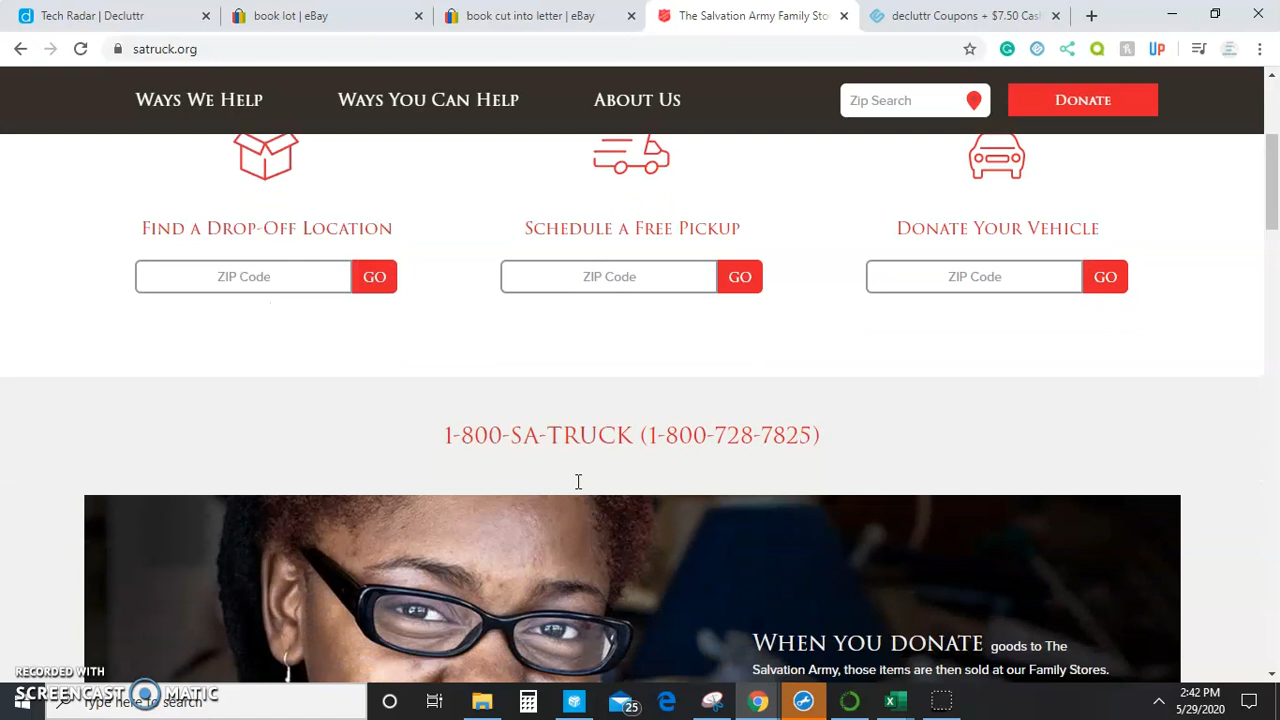 Tech Radar | Decluttr
book lot | eBay
book cut into letter | eBay
The Salvation Army Family Sto
decluttr Coupons + $7.50 Cas
satruck.org
UP
Ways We Help
Ways You Can Help
About Us
Zip Search
Donate
Find a Drop-Off Location
Schedule a Free Pickup
Donate Your Vehicle
ZIP Code
GO
ZIP Code
GO
ZIP Code
GO
1-800-SA-TRUCK (1-800-728-7825)
When you donate goods to The
Salvation Army, those items are then sold at our Family Stores.
RECORDED WITH
SCREENCAST MATIC
Type here to search
25
2:42 PM
5/29/2020